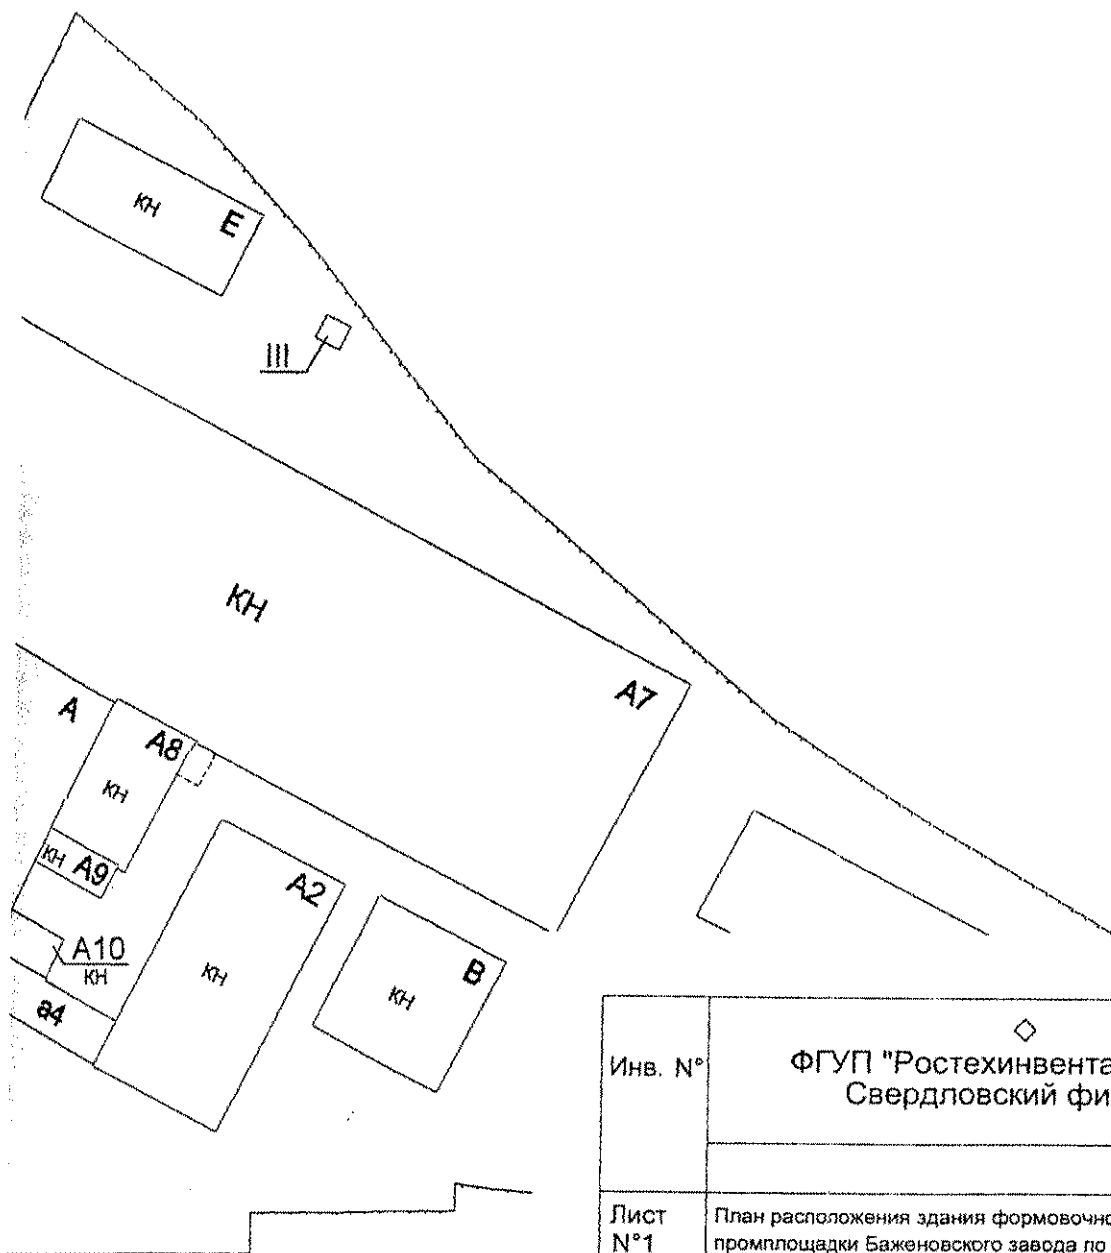 кн
Е
III
КН
А7
А
А8
кн
кн А9
А2
А10
кн
кн
В
кн
а4
Инв. N°
ФГУП "Ростехинвента
Свердловский фи
Лист
N°1
План расположения здания формовочно
промплощадки Баженовского завода по